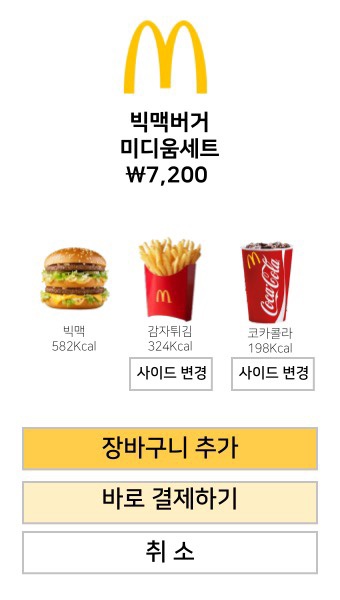 빅맥버거
미디움세트
₩7,200
Coca-Cola
빅맥
582Kcal
감자튀김
324Kcal
코카콜라
198Kcal
사이드 변경
사이드 변경
장바구니 추가
바로 결제하기
취 소